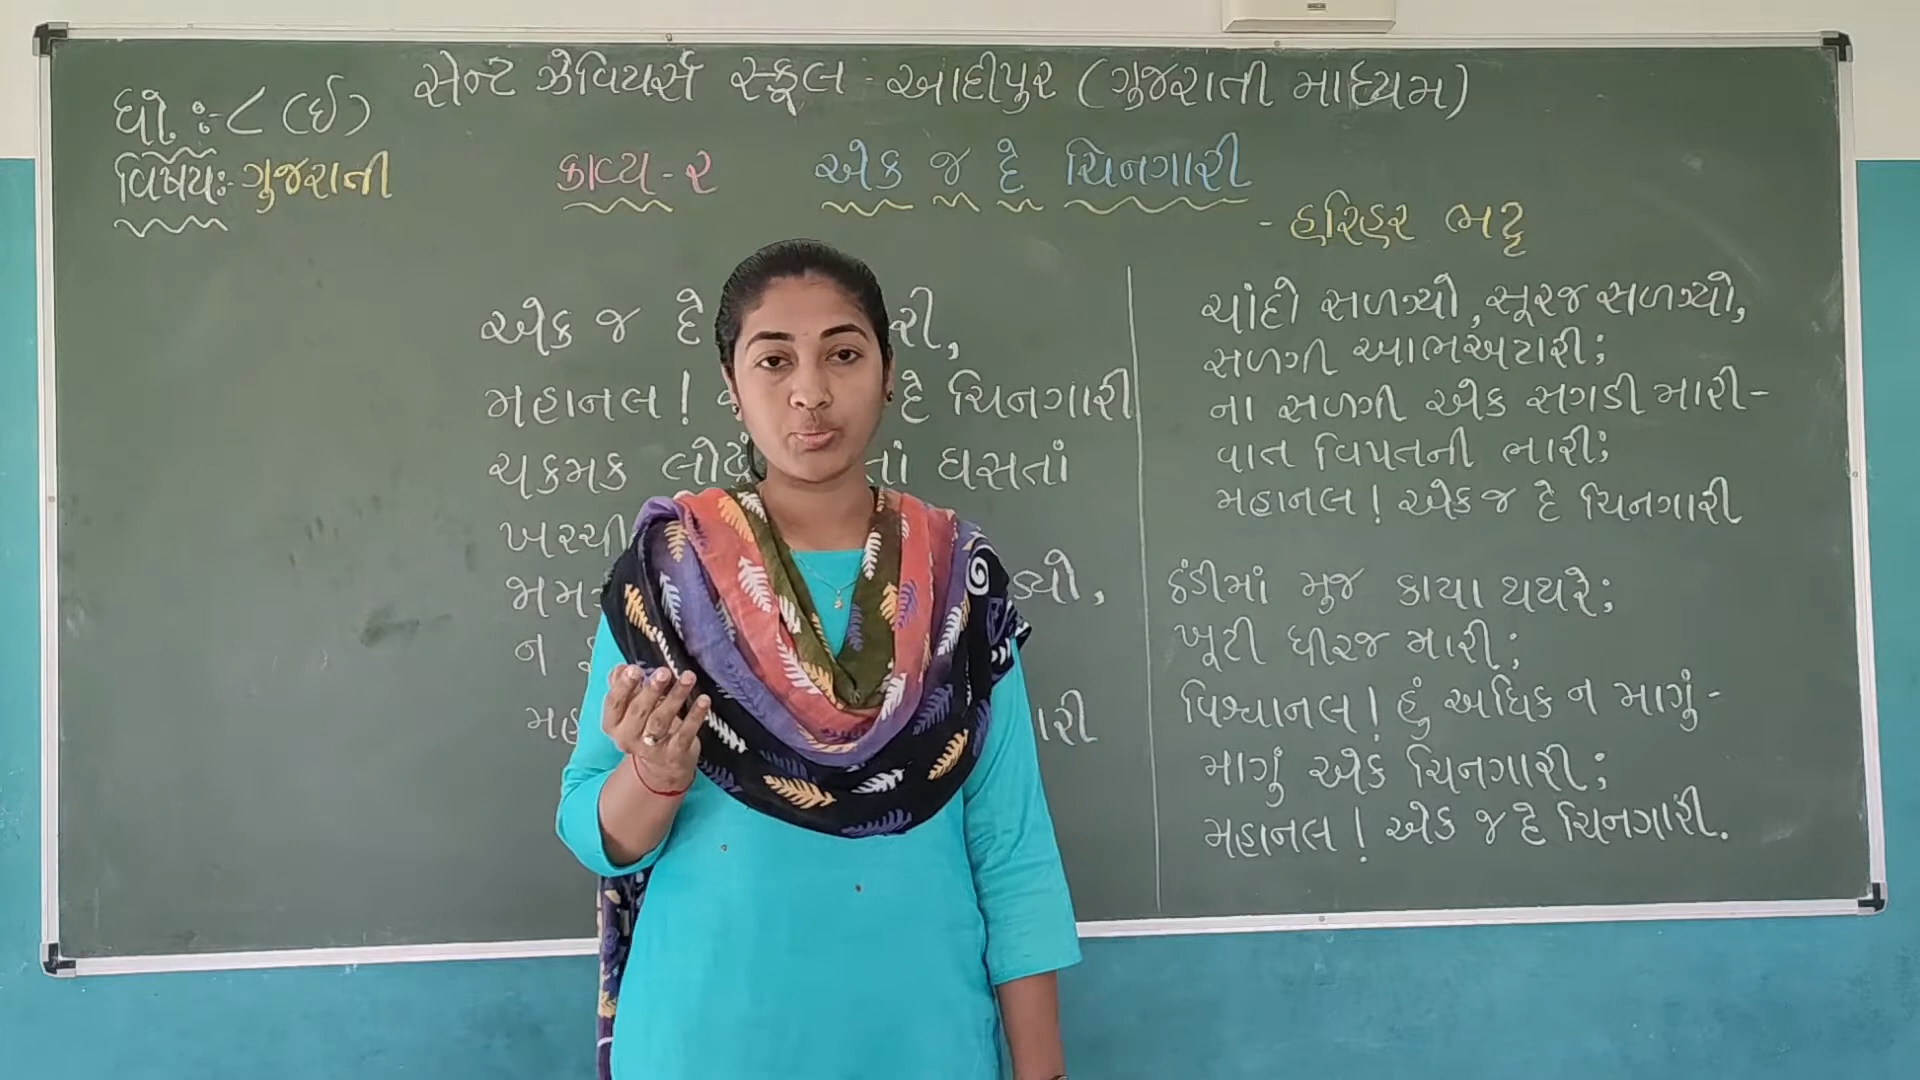 સેન્ટ ઝેવિયર્સ સ્કૂલ - આદીપુર (ગુજરાતી માધ્યમ)
ધો. :- ૮ (ઈ)
વિષય:- ગુજરાતી
કાવ્ય - ૨ એક જ દે ચિનગારી
- હરિહર ભટ્ટ
એક જ દે રી,
મહાનલ! દે ચિનગારી
ચકમક લોઢું તાં ઘસતાં
ખરચી
ન
ચાંદો સળગ્યો, સૂરજ સળગ્યો,
સળગી આભઅટારી;
ના સળગી એક સગડી મારી-
વાત વિપતની ભારી;
મહાનલ! એક જ દે ચિનગારી
ઠંડીમાં મુજ કાયા થથરે;
ખૂટી ધીરજ મારી;
વિશ્વાનલ! હું અધિક ન માગું-
માગું એક ચિનગારી;
મહાનલ! એક જ દે ચિનગારી.